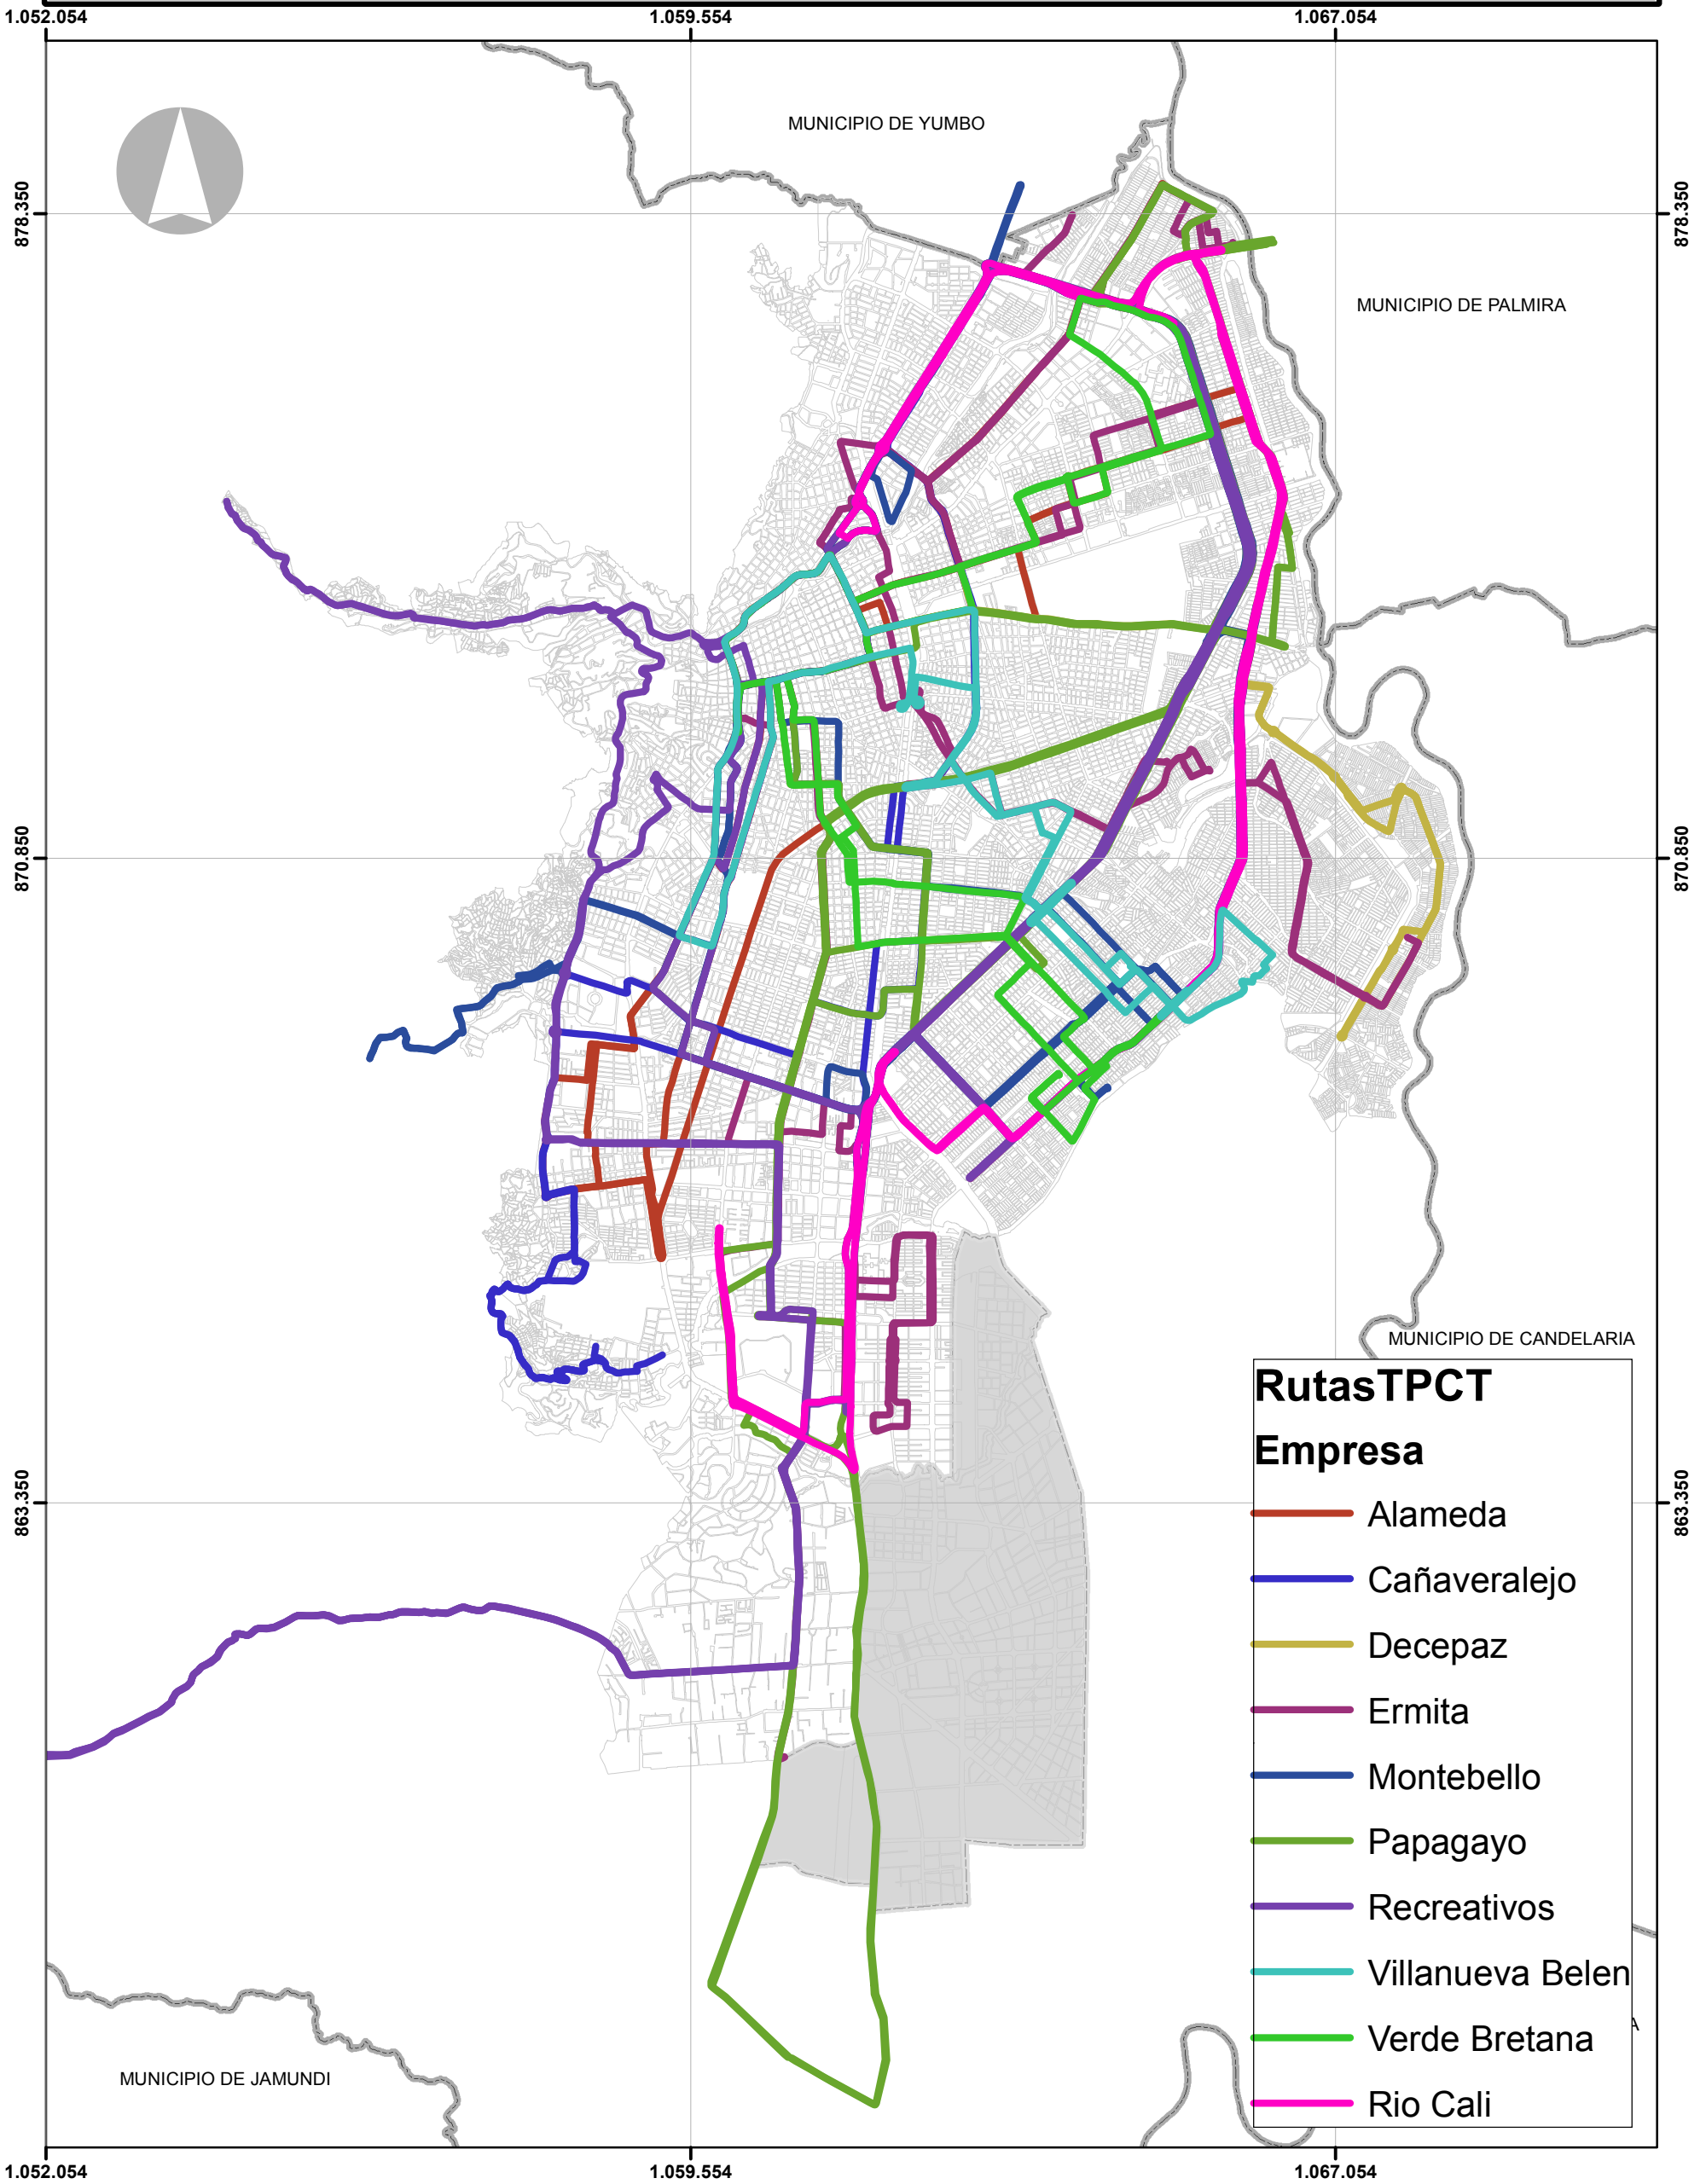 1.052.054
1.059.554
1.067.054
MUNICIPIO DE YUMBO
878.350
878.350
MUNICIPIO DE PALMIRA
870.850
870.850
MUNICIPIO DE CANDELARIA
RutasTPCT
Empresa
863.350
863.350
Alameda
Cañaveralejo
Decepaz
Ermita
Montebello
Papagayo
Recreativos
Villanueva Belen
Verde Bretana
A
Rio Cali
MUNICIPIO DE JAMUNDI
1.052.054
1.059.554
1.067.054